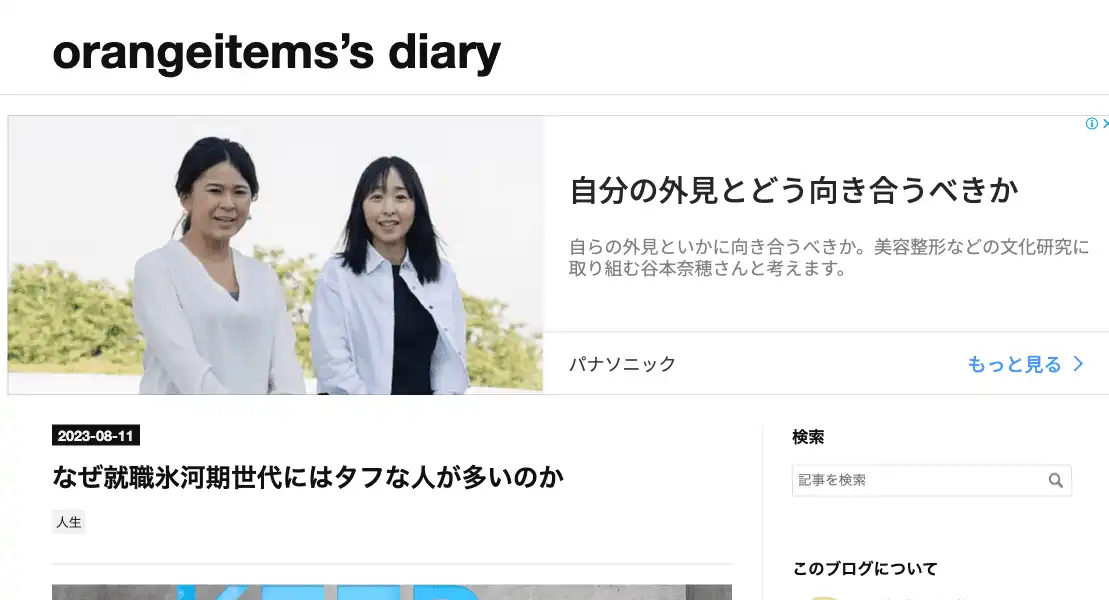 orangeitems’s diary
自分の外見とどう向き合うべきか
自らの外見といかに向き合うべきか。美容整形などの文化研究に
取り組む谷本奈穂さんと考えます。
パナソニック
もっと見る
2023-08-11
なぜ就職氷河期世代にはタフな人が多いのか
人生
検索
記事を検索
このブログについて